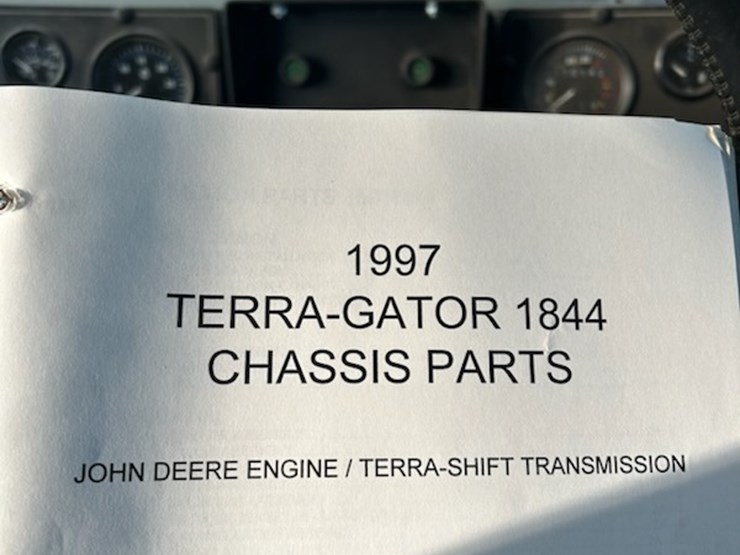 1997
TERRA-GATOR 1844
CHASSIS PARTS
JOHN DEERE ENGINE / TERRA-SHIFT TRANSMISSION